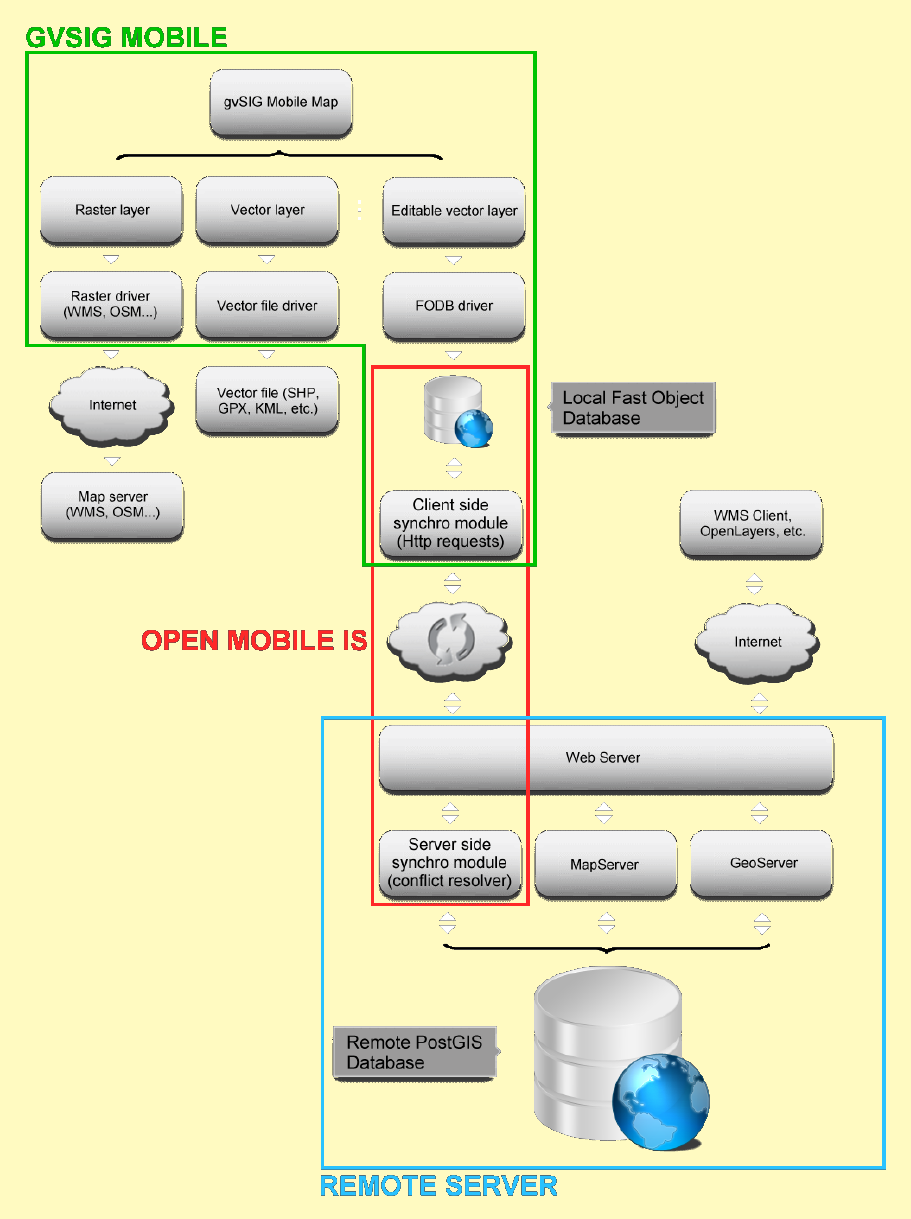 GVSIG MOBILE
gvSIG Mobile Map
Raster layer
Vector layer
Editable vector layer
Raster driver
(WMS, OSM...)
Vector file driver
FODB driver
Internet
Vector file (SHP,
GPX, KML, etc.)
Local Fast Object
Database
Map server
(WMS, OSM...)
Client side
synchro module
(Http requests)
WMS Client,
OpenLayers, etc.
OPEN MOBILE IS
Internet
Web Server
Server side
synchro module
(conflict resolver)
MapServer
GeoServer
Remote PostGIS
Database
REMOTE SERVER